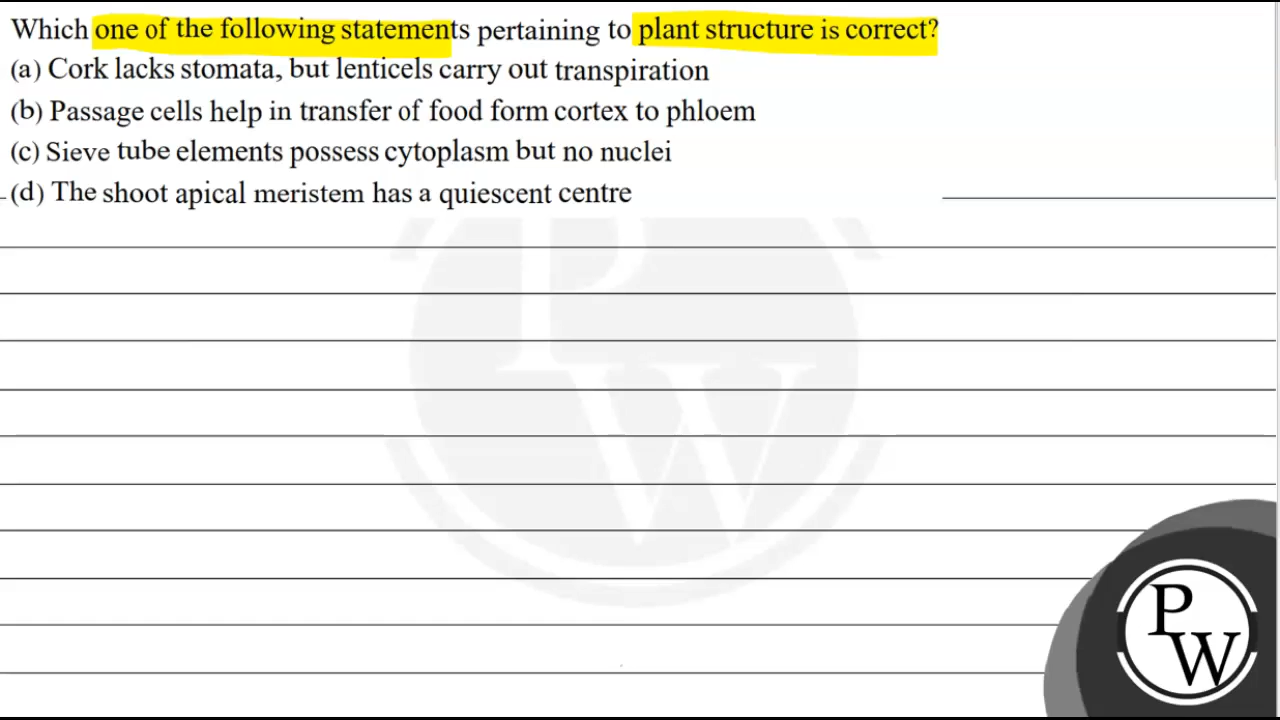 Which one of the following statements pertaining to plant structure is correct?
(a) Cork lacks stomata, but lenticels carry out transpiration
(b) Passage cells help in transfer of food form cortex to phloem
(c) Sieve tube elements possess cytoplasm but no nuclei
(d) The shoot apical meristem has a quiescent centre
P
W
P
W